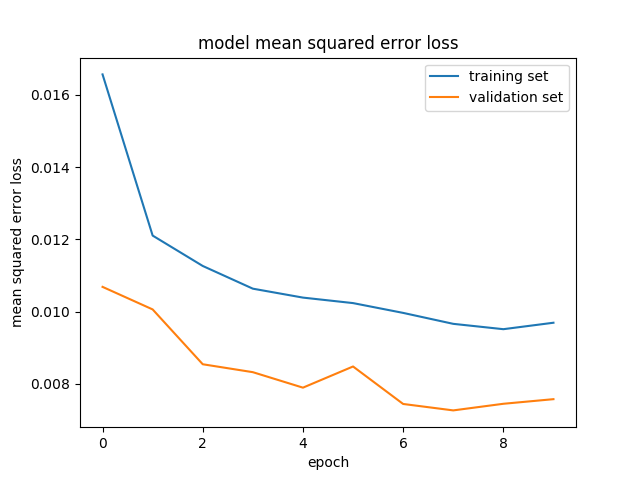 model mean squared error loss
training set
validation set
0.016
0.014
0.012
0.010
0.008
mean squared error loss
0 2 4 6 8
epoch